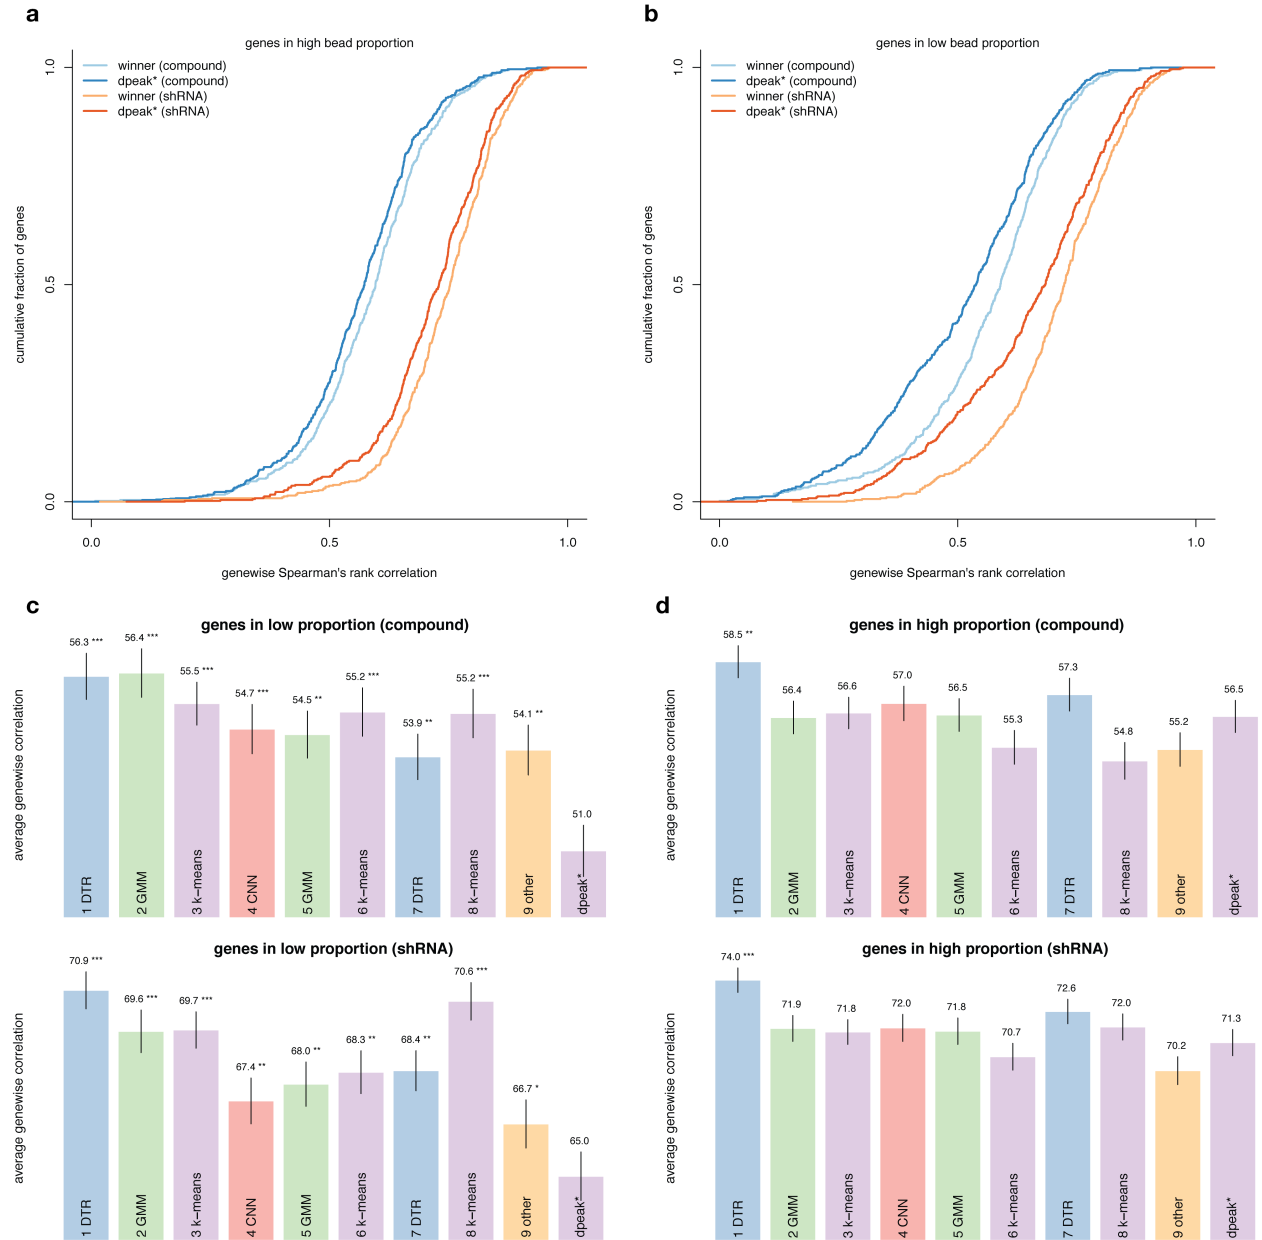 a
genes in high bead proportion
winner (compound)
dpeak* (compound)
winner (shRNA)
dpeak* (shRNA)
cumulative fraction of genes
1.0
0.5
0.0
0.0 0.5 1.0
genewise Spearman's rank correlation
b
genes in low bead proportion
winner (compound)
dpeak* (compound)
winner (shRNA)
dpeak* (shRNA)
cumulative fraction of genes
1.0
0.5
0.0
0.0 0.5 1.0
genewise Spearman's rank correlation
c
genes in low proportion (compound)
average genewise correlation
56.3 *** 56.4 *** 55.5 *** 54.7 *** 54.5 ** 55.2 *** 53.9 ** 55.2 *** 54.1 ** 51.0
1 DTR 2 GMM 3 k−means 4 CNN 5 GMM 6 k−means 7 DTR 8 k−means 9 other dpeak*
genes in low proportion (shRNA)
average genewise correlation
70.9 *** 69.6 *** 69.7 *** 67.4 ** 68.0 ** 68.3 ** 68.4 ** 70.6 *** 66.7 * 65.0
1 DTR 2 GMM 3 k−means 4 CNN 5 GMM 6 k−means 7 DTR 8 k−means 9 other dpeak*
d
genes in high proportion (compound)
average genewise correlation
58.5 ** 56.4 56.6 57.0 56.5 55.3 57.3 54.8 55.2 56.5
1 DTR 2 GMM 3 k−means 4 CNN 5 GMM 6 k−means 7 DTR 8 k−means 9 other dpeak*
genes in high proportion (shRNA)
average genewise correlation
74.0 *** 71.9 71.8 72.0 71.8 70.7 72.6 72.0 70.2 71.3
1 DTR 2 GMM 3 k−means 4 CNN 5 GMM 6 k−means 7 DTR 8 k−means 9 other dpeak*